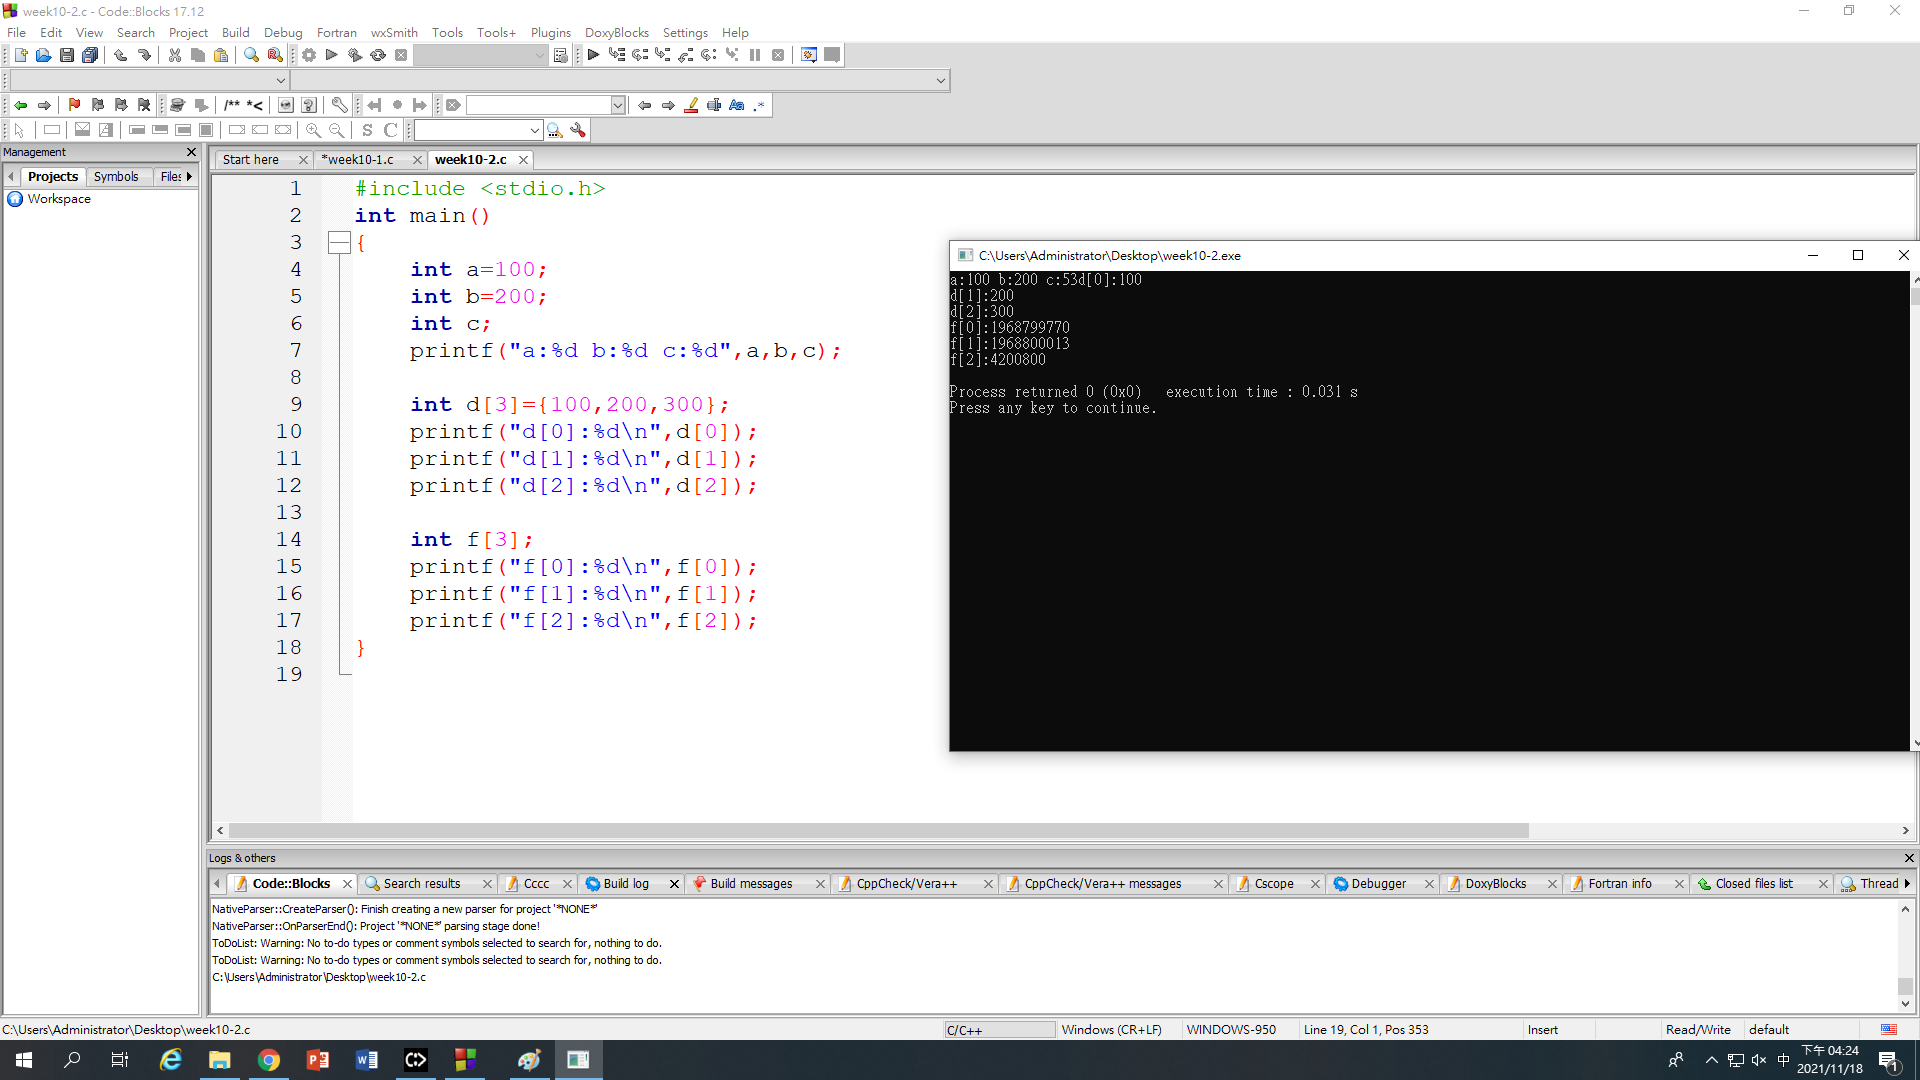 week10-2.c - Code::Blocks 17.12
File Edit View Search Project Build Debug Fortran wxSmith Tools Tools+ Plugins DoxyBlocks Settings Help
/** *<
Aa .*
S C
Management
Projects Symbols Files
Workspace
Start here *week10-1.c week10-2.c
1 #include <stdio.h>
2 int main()
3 {
4 int a=100;
5 int b=200;
6 int c;
7 printf("a:%d b:%d c:%d",a,b,c);
8
9 int d[3]={100,200,300};
10 printf("d[0]:%d\n",d[0]);
11 printf("d[1]:%d\n",d[1]);
12 printf("d[2]:%d\n",d[2]);
13
14 int f[3];
15 printf("f[0]:%d\n",f[0]);
16 printf("f[1]:%d\n",f[1]);
17 printf("f[2]:%d\n",f[2]);
18 }
19
C:\Users\Administrator\Desktop\week10-2.exe
a:100 b:200 c:53d[0]:100
d[1]:200
d[2]:300
f[0]:1968799770
f[1]:1968800013
f[2]:4200800
Process returned 0 (0x0) execution time : 0.031 s
Press any key to continue.
Logs & others
Code::Blocks Search results Cccc Build log Build messages CppCheck/Vera++ CppCheck/Vera++ messages Cscope Debugger DoxyBlocks Fortran info Closed files list Thread
NativeParser::CreateParser(): Finish creating a new parser for project '*NONE*'
NativeParser::OnParserEnd(): Project '*NONE*' parsing stage done!
ToDoList: Warning: No to-do types or comment symbols selected to search for, nothing to do.
ToDoList: Warning: No to-do types or comment symbols selected to search for, nothing to do.
C:\Users\Administrator\Desktop\week10-2.c
C:\Users\Administrator\Desktop\week10-2.c C/C++ Windows (CR+LF) WINDOWS-950 Line 19, Col 1, Pos 353 Insert Read/Write default
中 下午 04:24
2021/11/18 1